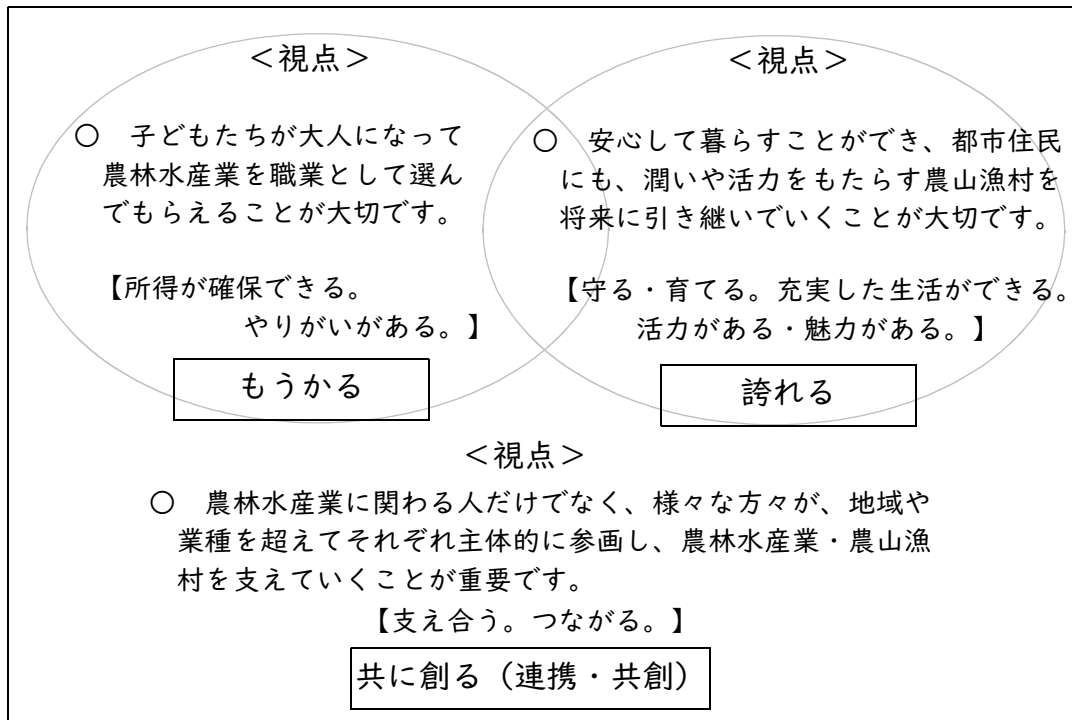 ＜視点＞
○　子どもたちが大人になって
農林水産業を職業として選ん
でもらえることが大切です。
【所得が確保できる。
やりがいがある。】
もうかる
＜視点＞
○　安心して暮らすことができ、都市住民
にも、潤いや活力をもたらす農山漁村を
将来に引き継いでいくことが大切です。
【守る・育てる。充実した生活ができる。
活力がある・魅力がある。】
誇れる
＜視点＞
○　農林水産業に関わる人だけでなく、様々な方々が、地域や
業種を超えてそれぞれ主体的に参画し、農林水産業・農山漁
村を支えていくことが重要です。
【支え合う。つながる。】
共に創る（連携・共創）